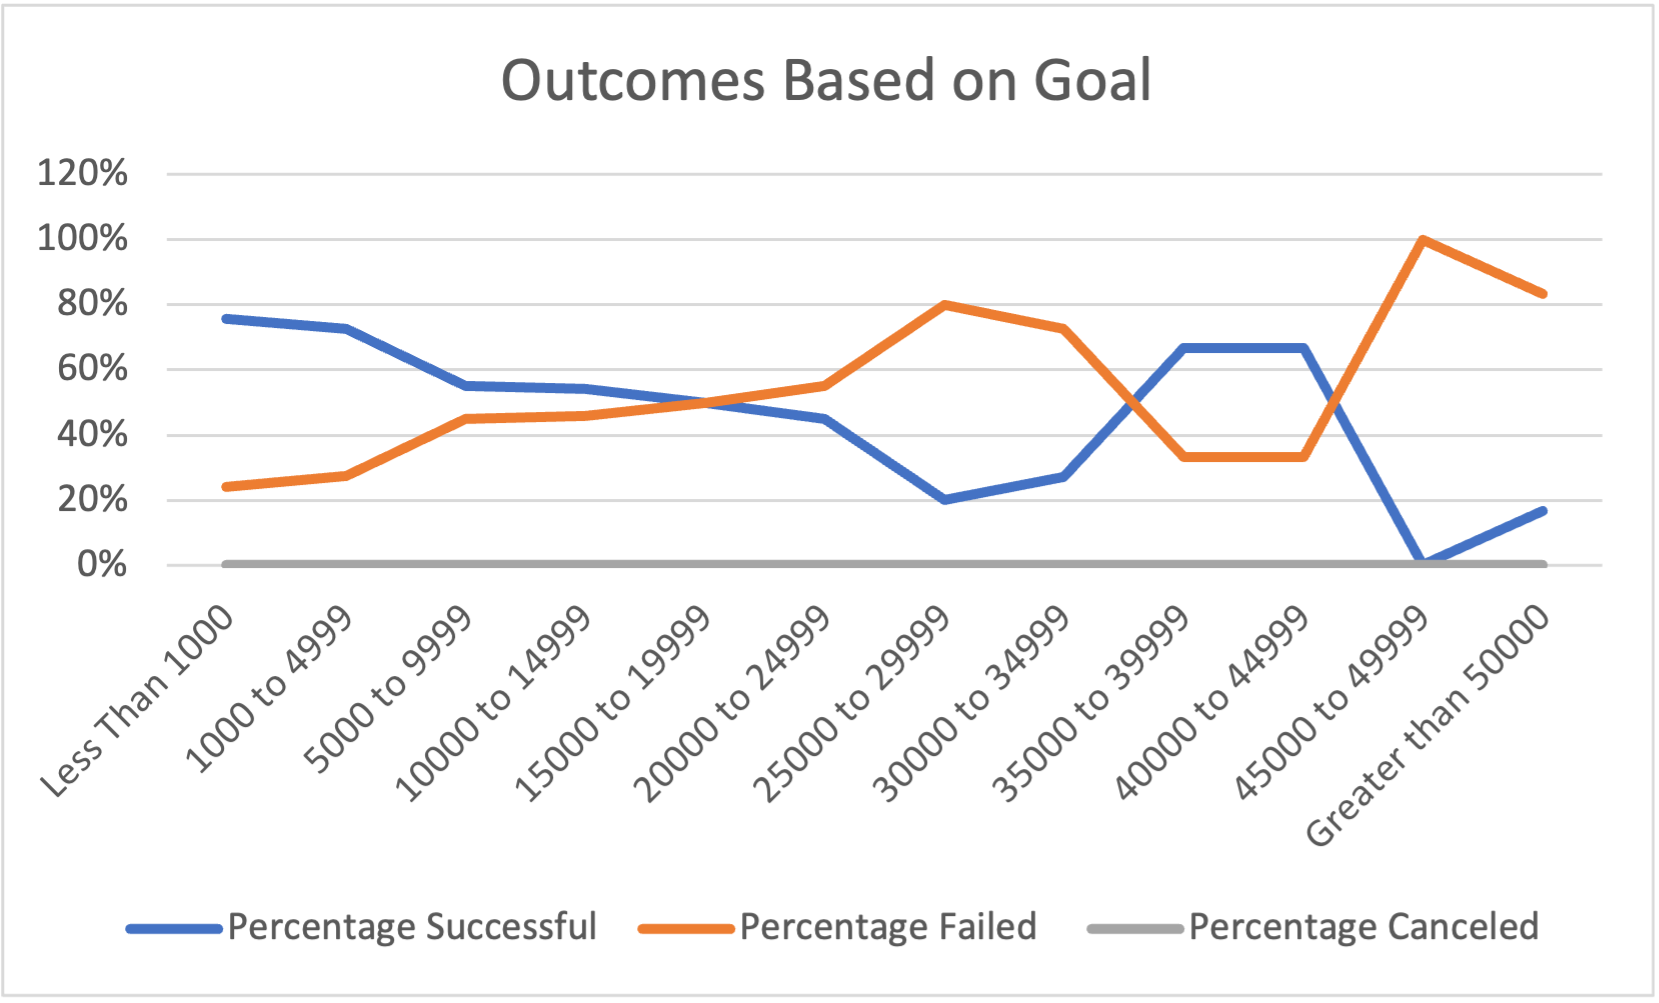 Outcomes Based on Goal
120%
100%
80%
60%
40%
20%
0%
Less Than 1000
1000 to 4999
5000 to 9999
10000 to 14999
15000 to 19999
20000 to 24999
25000 to 29999
30000 to 34999
35000 to 39999
40000 to 44999
45000 to 49999
Greater than 50000
Percentage Successful
Percentage Failed
Percentage Canceled